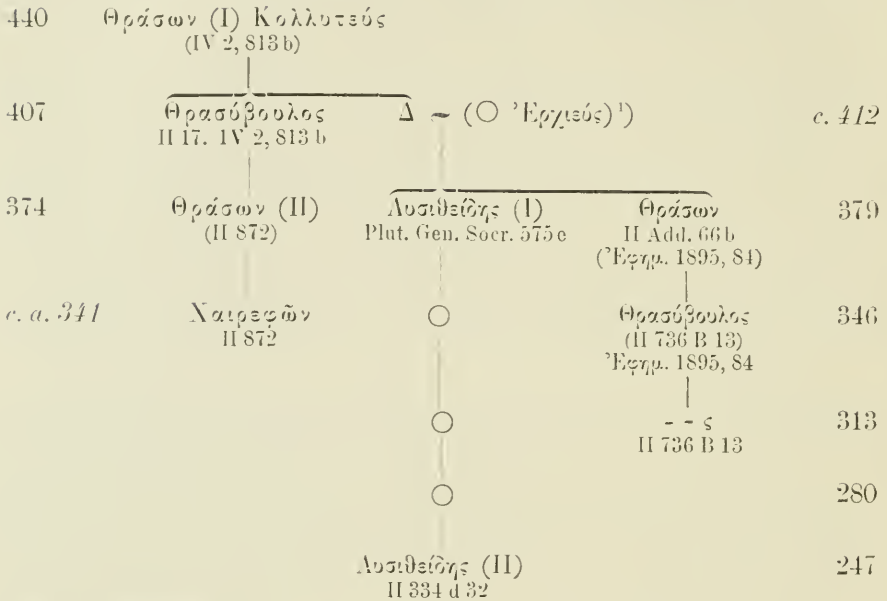 440 Θράσων (I) Κολλυτεύς
(IV 2, 813 b)
407 Θρασύβουλος Δ ~ (○ Ἐρχιεύς)¹) c. 412
II 17. IV 2, 813 b
374 Θράσων (II) Λυσιθείδης (I) Θράσων 379
(II 872) Plut. Gen. Socr. 575 e II Add. 66 b
(Ἐφημ. 1895, 84)
c. a. 341 Χαιρεφῶν ○ Θρασύβουλος 346
II 872 (II 736 B 13)
Ἐφημ. 1895, 84
○ - - ς 313
II 736 B 13
○ 280
Λυσιθείδης (II) 247
II 334 d 32